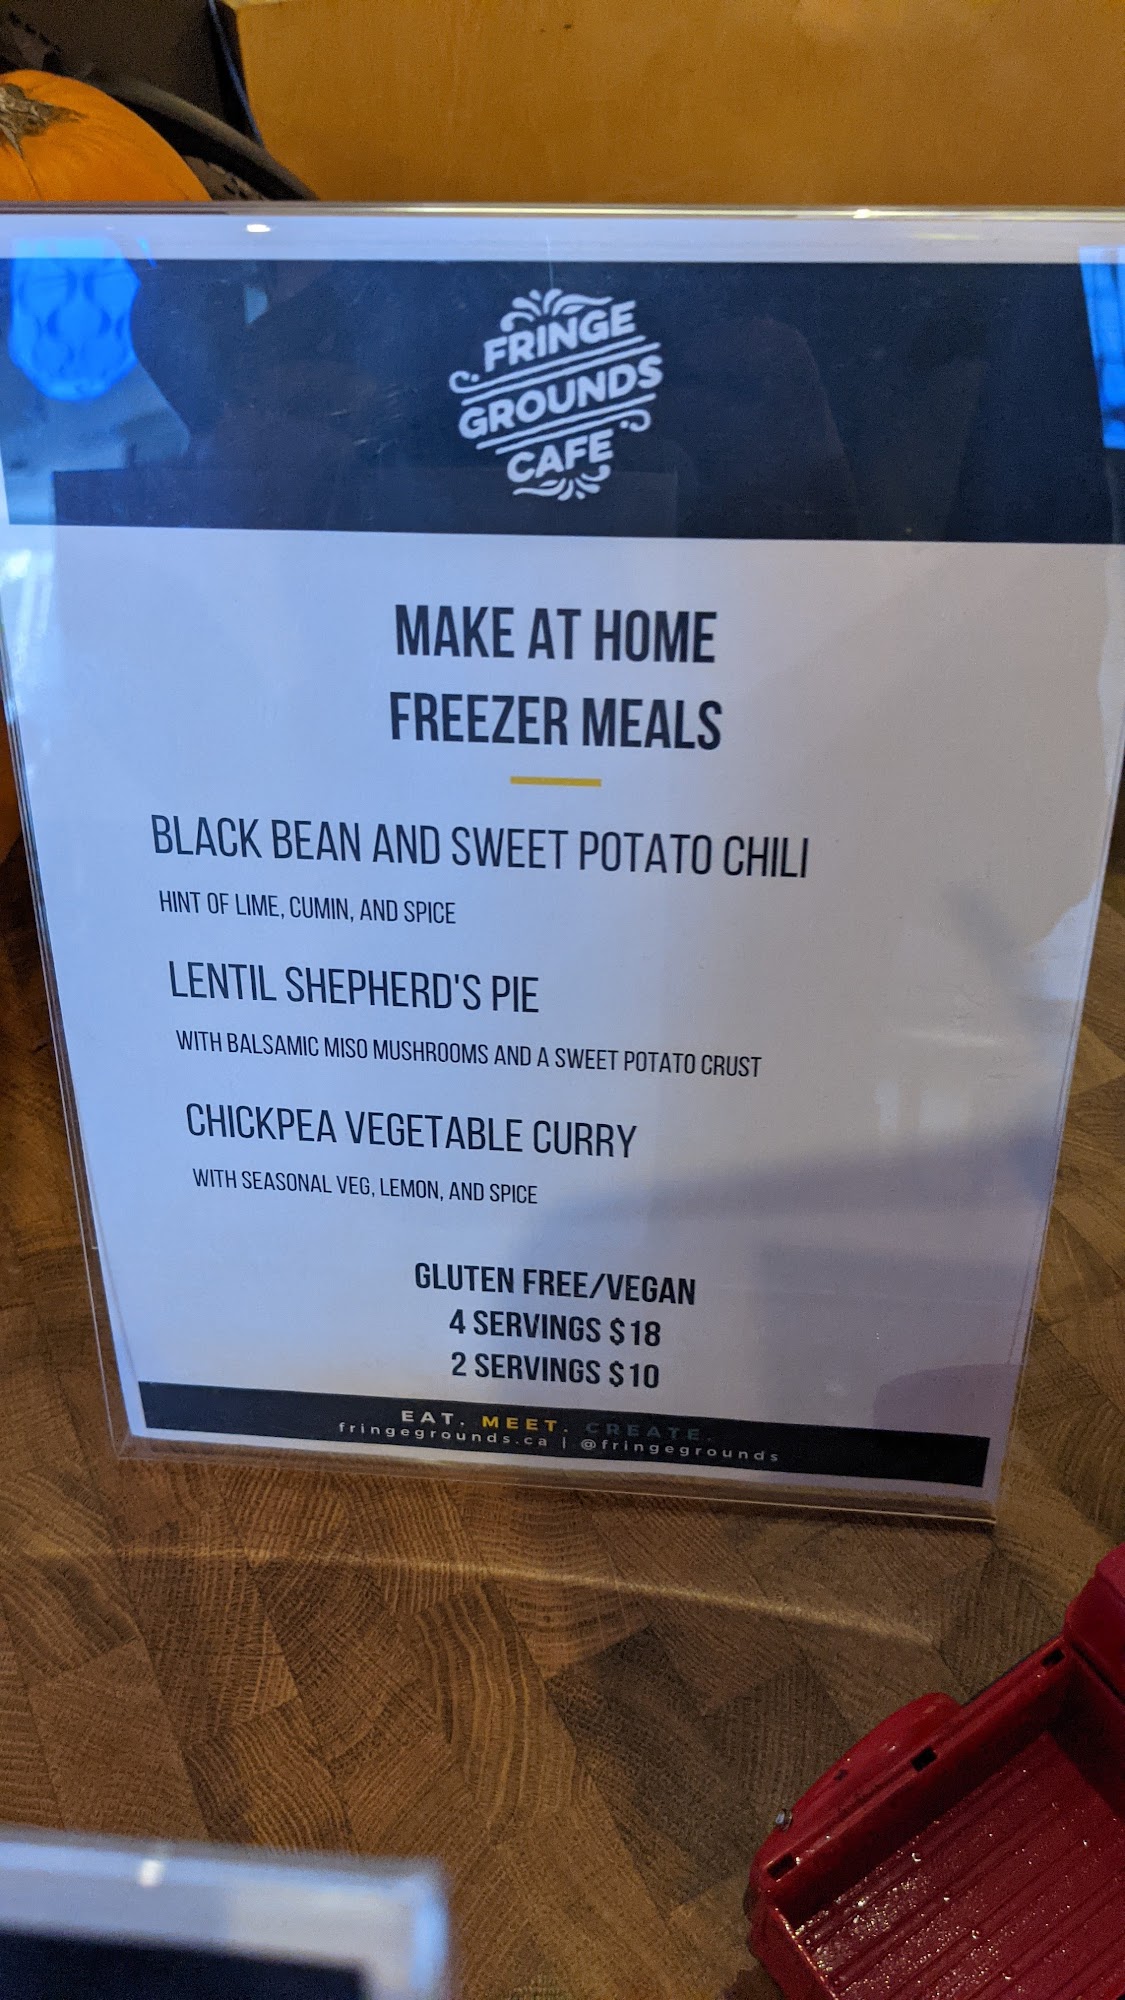 FRINGE
GROUNDS
CAFE
MAKE AT HOME
FREEZER MEALS
BLACK BEAN AND SWEET POTATO CHILI
HINT OF LIME, CUMIN, AND SPICE
LENTIL SHEPHERD'S PIE
WITH BALSAMIC MISO MUSHROOMS AND A SWEET POTATO CRUST
CHICKPEA VEGETABLE CURRY
WITH SEASONAL VEG, LEMON, AND SPICE
GLUTEN FREE/VEGAN
4 SERVINGS $18
2 SERVINGS $10
EAT. MEET. CREATE.
fringegrounds.ca | @fringegrounds